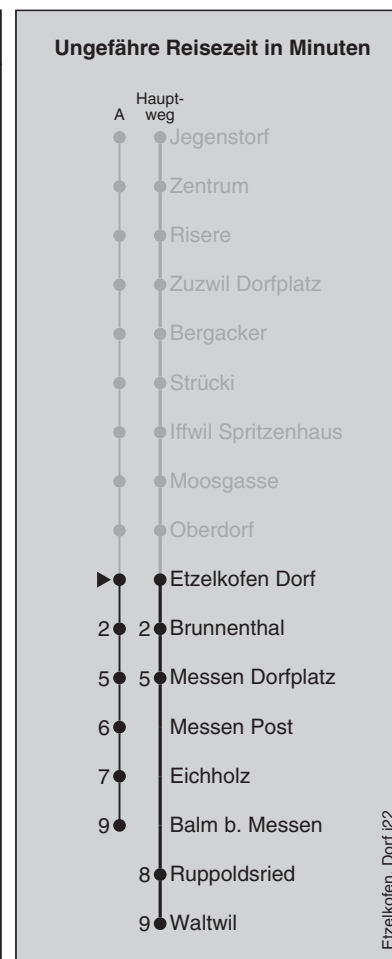 Ungefähre Reisezeit in Minuten
A Haupt-
weg
Jegenstorf
Zentrum
Risere
Zuzwil Dorfplatz
Bergacker
Strücki
Iffwil Spritzenhaus
Moosgasse
Oberdorf
Etzelkofen Dorf
2 2 Brunnenthal
5 5 Messen Dorfplatz
6 Messen Post
7 Eichholz
9 Balm b. Messen
8 Ruppoldsried
9 Waltwil
Etzelkofen, Dorf j22